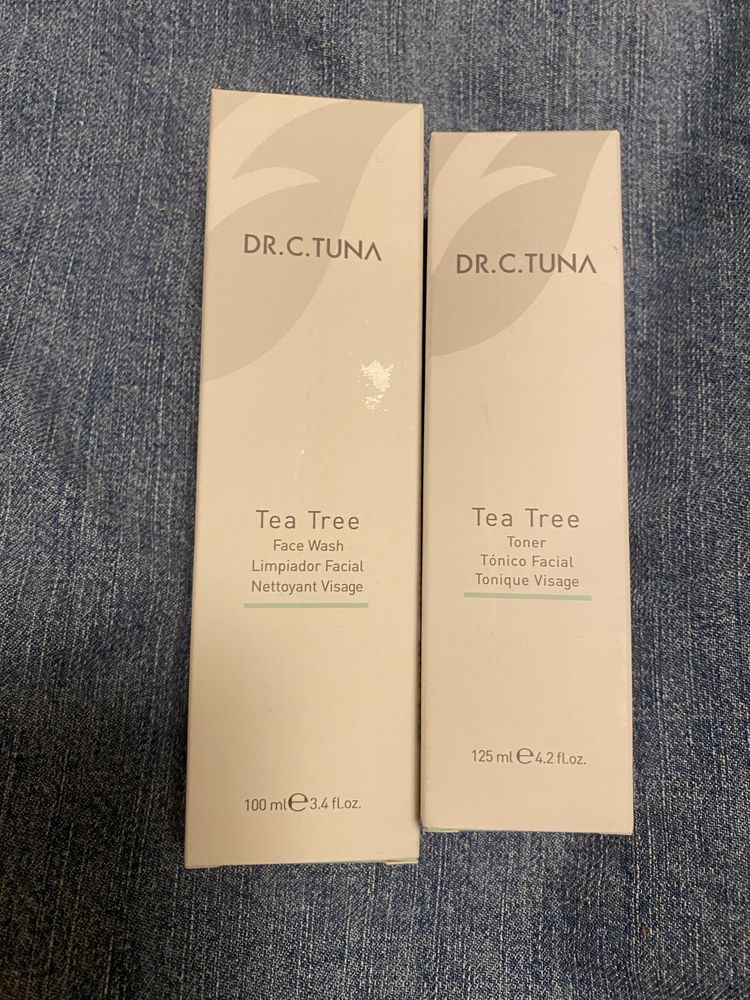 DR.C.TUNA
Tea Tree
Face Wash
Limpiador Facial
Nettoyant Visage
100 ml ℮ 3.4 fl.oz.
DR.C.TUNA
Tea Tree
Toner
Tónico Facial
Tonique Visage
125 ml ℮ 4.2 fl.oz.